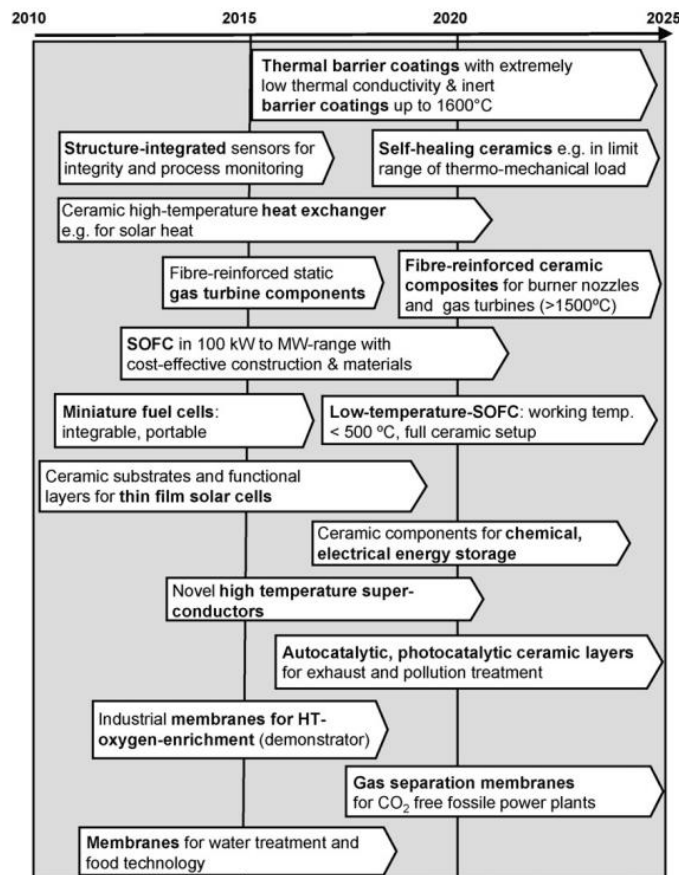 2010 2015 2020 2025
Thermal barrier coatings with extremely
low thermal conductivity & inert
barrier coatings up to 1600°C
Structure-integrated sensors for
integrity and process monitoring
Self-healing ceramics e.g. in limit
range of thermo-mechanical load
Ceramic high-temperature heat exchanger
e.g. for solar heat
Fibre-reinforced static
gas turbine components
Fibre-reinforced ceramic
composites for burner nozzles
and gas turbines (>1500ºC)
SOFC in 100 kW to MW-range with
cost-effective construction & materials
Miniature fuel cells:
integrable, portable
Low-temperature-SOFC: working temp.
< 500 ºC, full ceramic setup
Ceramic substrates and functional
layers for thin film solar cells
Ceramic components for chemical,
electrical energy storage
Novel high temperature super-
conductors
Autocatalytic, photocatalytic ceramic layers
for exhaust and pollution treatment
Industrial membranes for HT-
oxygen-enrichment (demonstrator)
Gas separation membranes
for CO2 free fossile power plants
Membranes for water treatment and
food technology